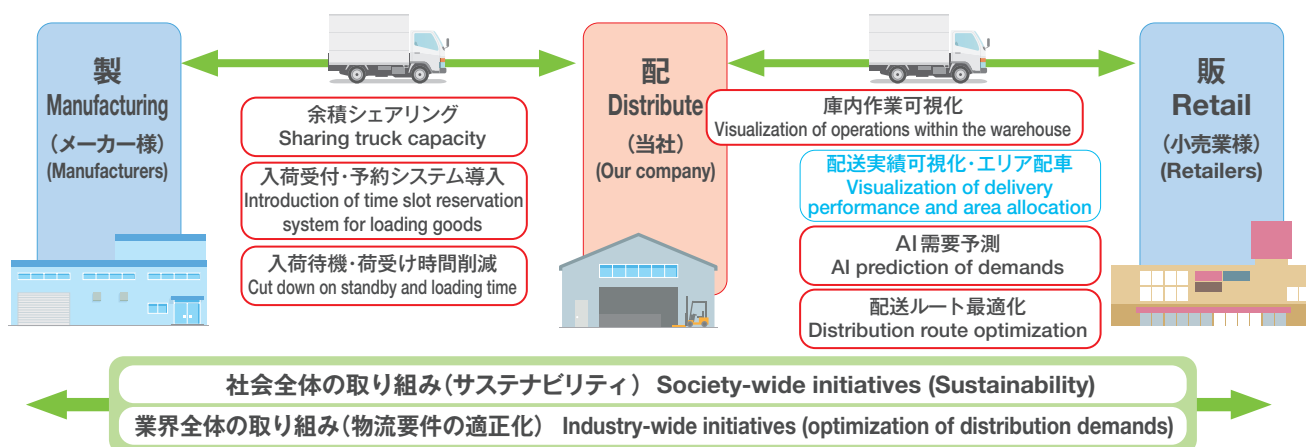 製
Manufacturing
（メーカー様）
(Manufacturers)
余積シェアリング
Sharing truck capacity
入荷受付・予約システム導入
Introduction of time slot reservation
system for loading goods
入荷待機・荷受け時間削減
Cut down on standby and loading time
配
Distribute
（当社）
(Our company)
庫内作業可視化
Visualization of operations within the warehouse
配送実績可視化・エリア配車
Visualization of delivery
performance and area allocation
AI需要予測
AI prediction of demands
配送ルート最適化
Distribution route optimization
販
Retail
（小売業様）
(Retailers)
社会全体の取り組み（サステナビリティ） Society-wide initiatives (Sustainability)
業界全体の取り組み（物流要件の適正化） Industry-wide initiatives (optimization of distribution demands)